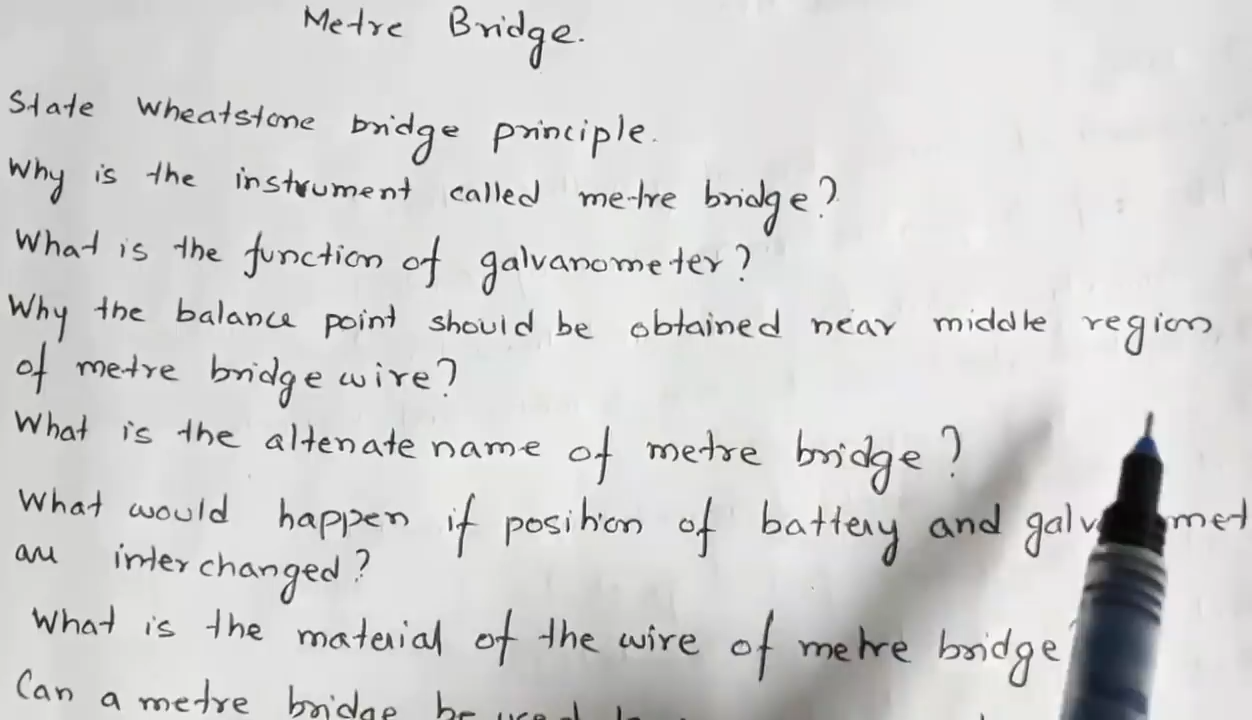 Metre Bridge.
State Wheatstone bridge principle.
Why is the instrument called metre bridge?
What is the function of galvanometer?
Why the balance point should be obtained near middle region
of metre bridge wire?
What is the altenate name of metre bridge?
What would happen if position of battery and
are interchanged?
What is the material of the wire of metre bridge
Can a metre bridge be used